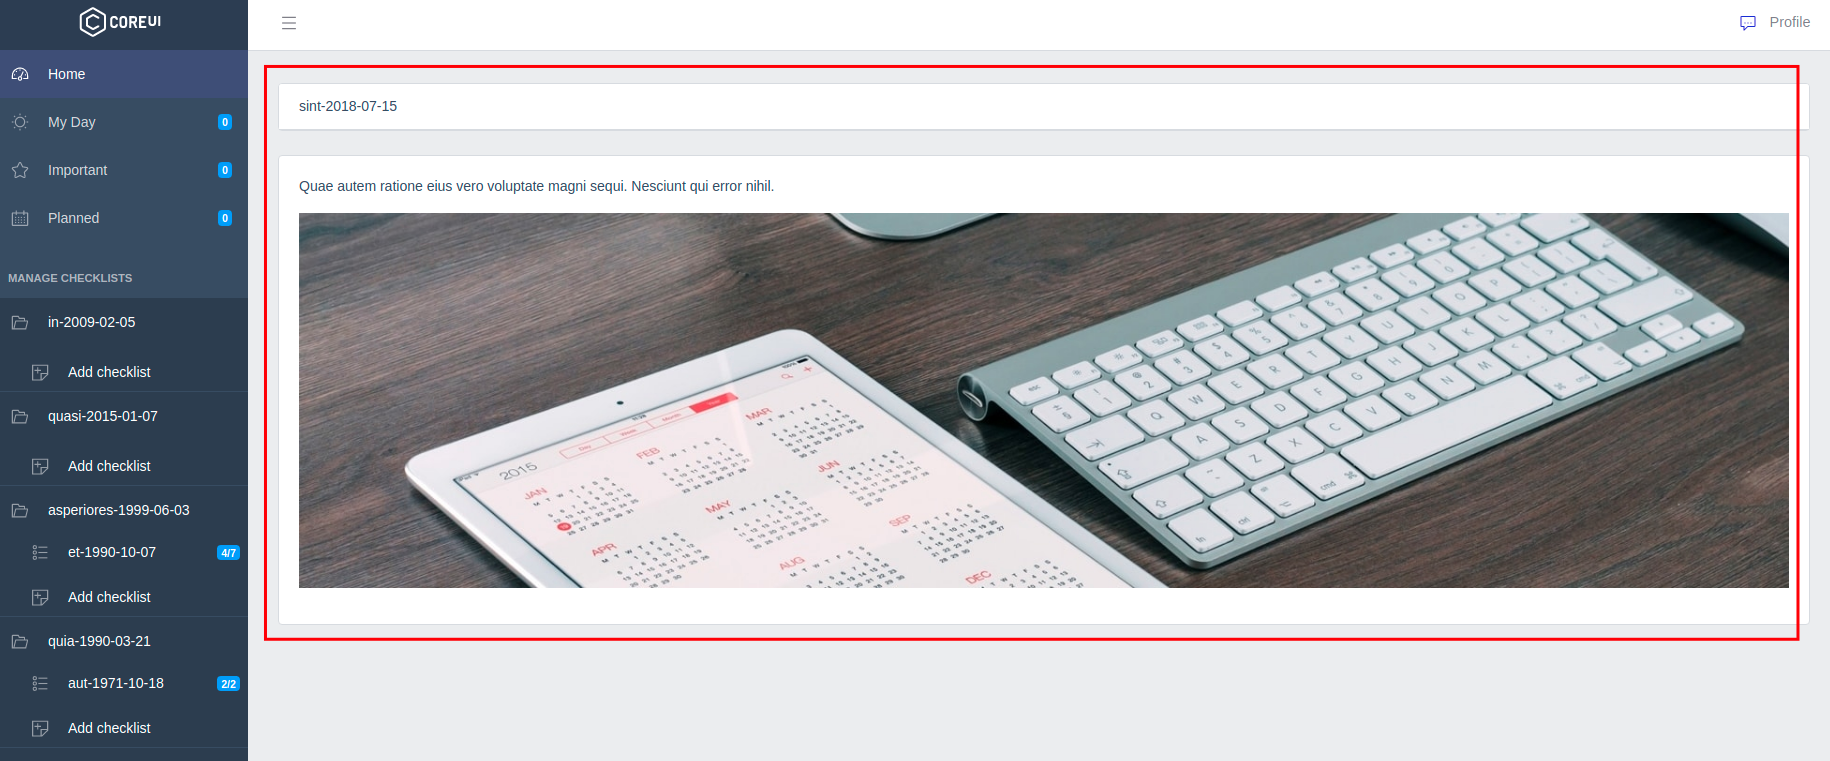 COREUI
Profile
Home
My Day 0
Important 0
Planned 0
MANAGE CHECKLISTS
in-2009-02-05
Add checklist
quasi-2015-01-07
Add checklist
asperiores-1999-06-03
et-1990-10-07 4/7
Add checklist
quia-1990-03-21
aut-1971-10-18 2/2
Add checklist
sint-2018-07-15
Quae autem ratione eius vero voluptate magni sequi. Nesciunt qui error nihil.
2015
JAN
FEB
MAR
APR
MAY
JUN
AUG
SEP
DEC
Q W E R T Y U I O P
A S D F G H J K L
Z X C V B N M
cmd